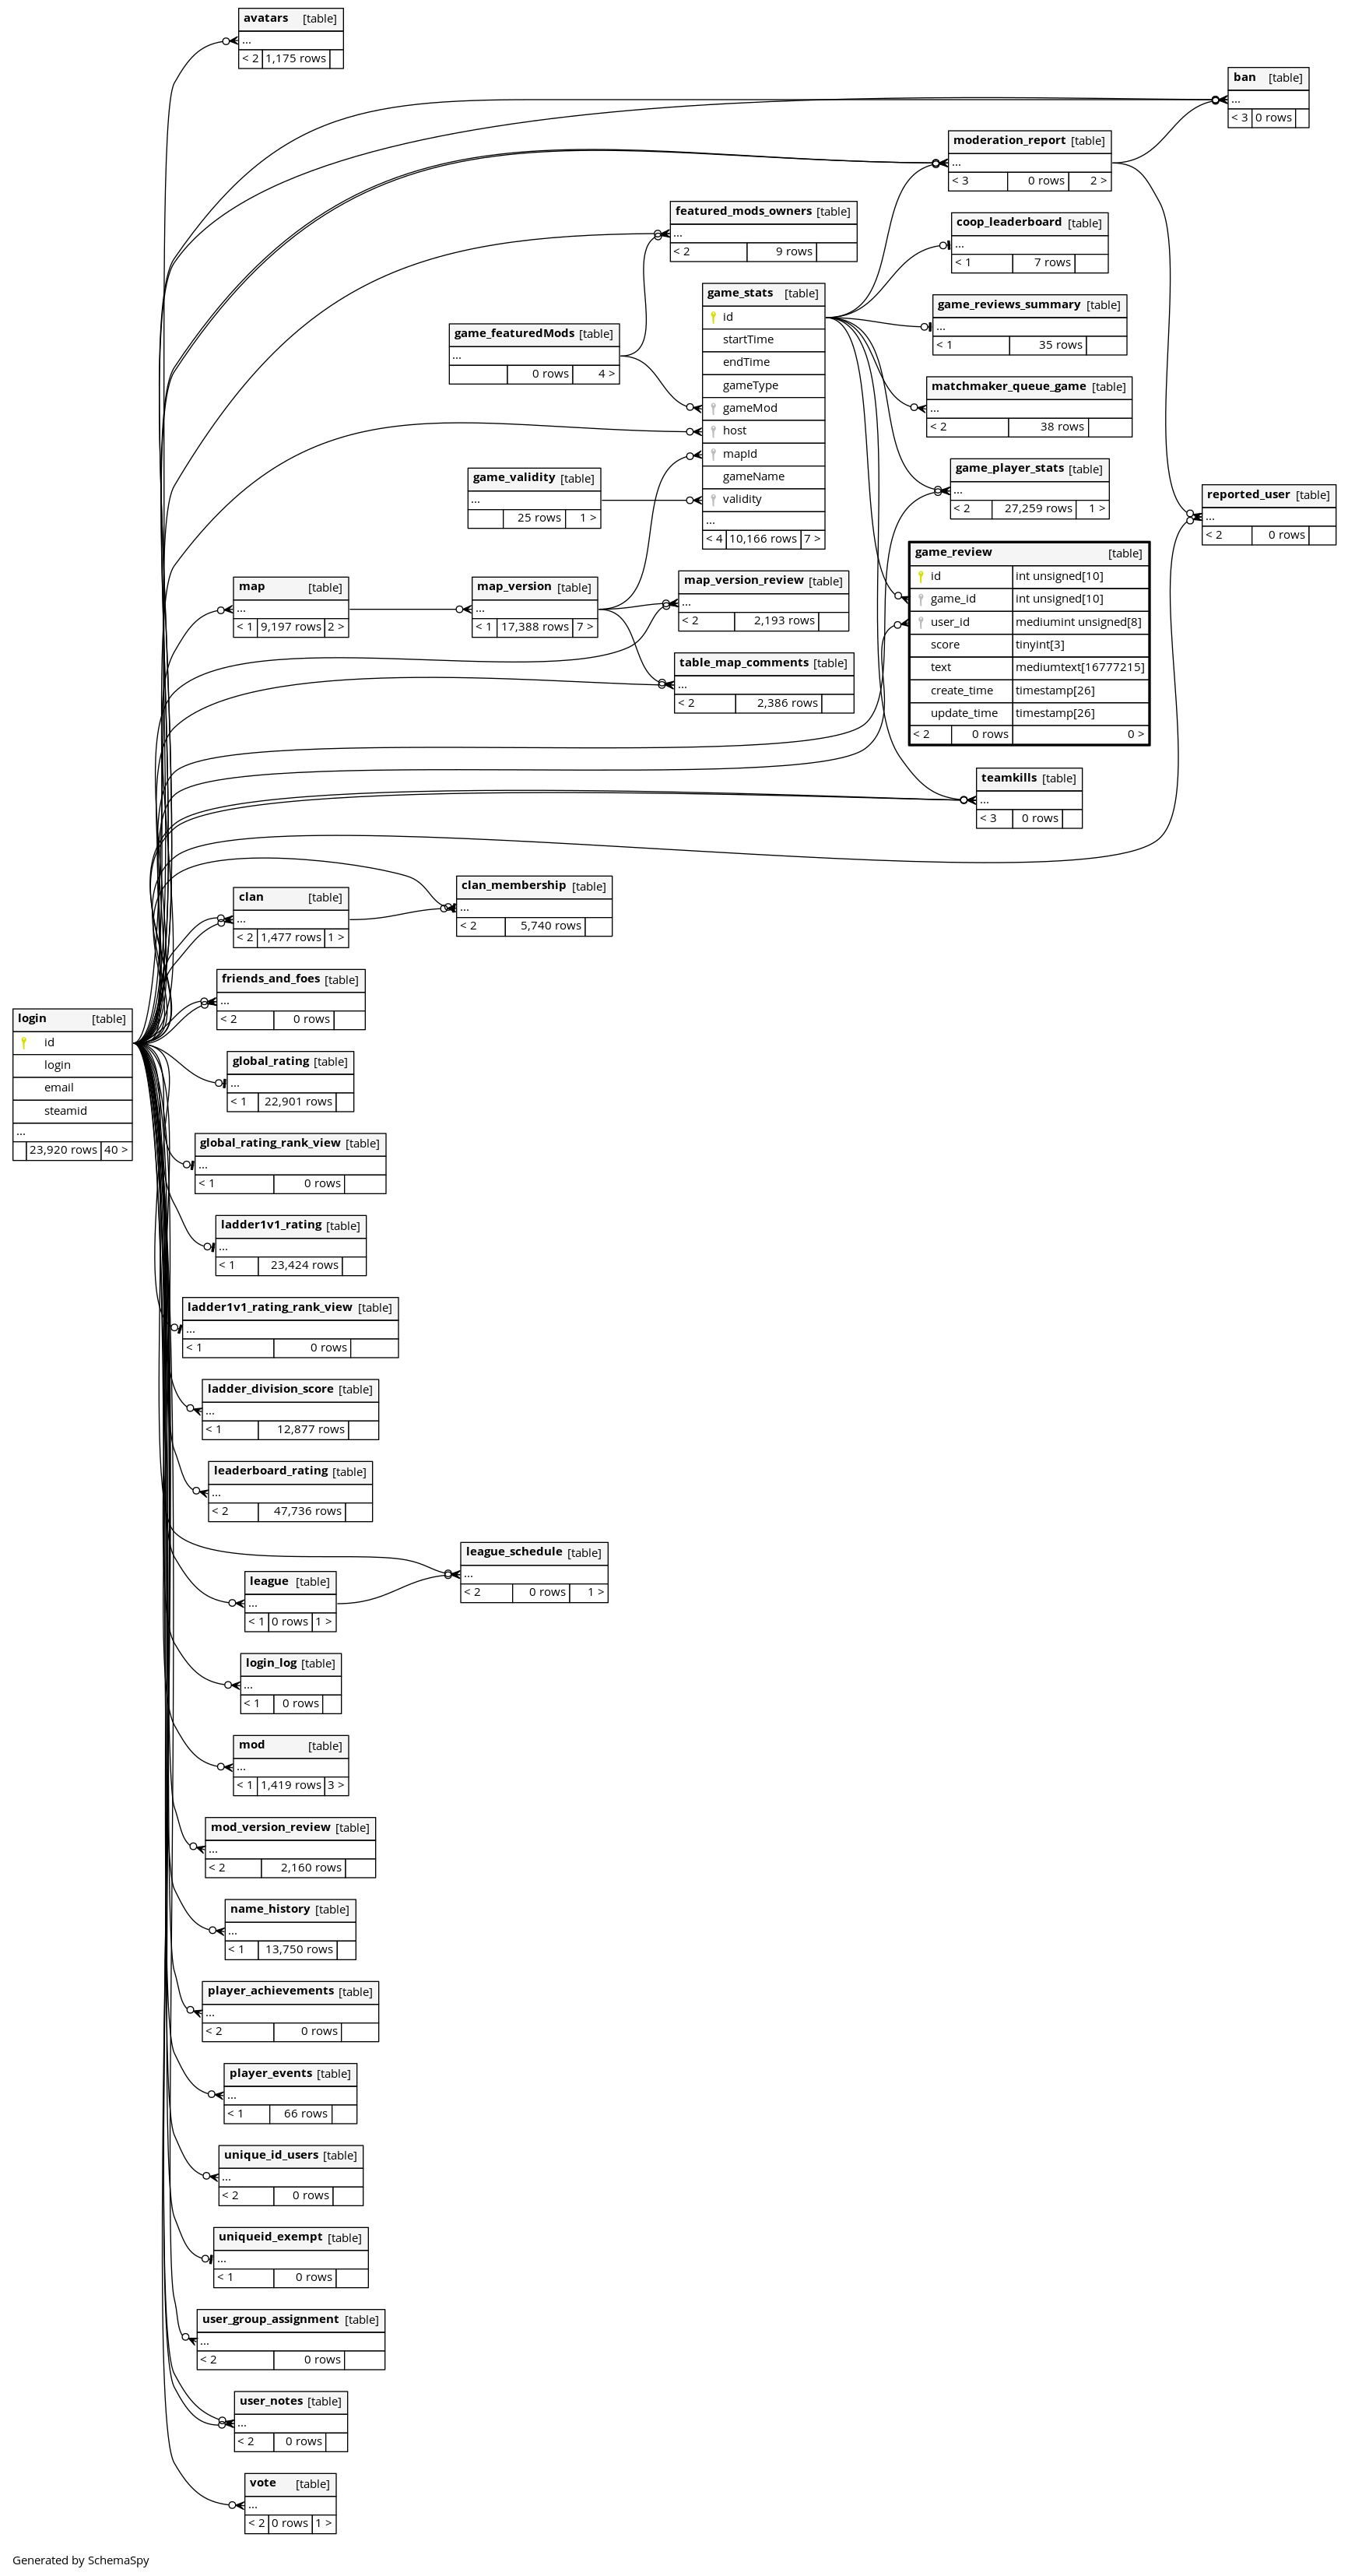 avatars [table]
...
< 2 1,175 rows
ban [table]
...
< 3 0 rows
moderation_report [table]
...
< 3 0 rows 2 >
featured_mods_owners [table]
...
< 2 9 rows
coop_leaderboard [table]
...
< 1 7 rows
game_stats [table]
id
startTime
endTime
gameType
gameMod
host
mapId
gameName
validity
...
< 4 10,166 rows 7 >
game_reviews_summary [table]
...
< 1 35 rows
game_featuredMods [table]
...
0 rows 4 >
matchmaker_queue_game [table]
...
< 2 38 rows
game_player_stats [table]
...
< 2 27,259 rows 1 >
game_validity [table]
...
25 rows 1 >
reported_user [table]
...
< 2 0 rows
game_review [table]
id int unsigned[10]
game_id int unsigned[10]
user_id mediumint unsigned[8]
score tinyint[3]
text mediumtext[16777215]
create_time timestamp[26]
update_time timestamp[26]
< 2 0 rows 0 >
map [table]
...
< 1 9,197 rows 2 >
map_version [table]
...
< 1 17,388 rows 7 >
map_version_review [table]
...
< 2 2,193 rows
table_map_comments [table]
...
< 2 2,386 rows
teamkills [table]
...
< 3 0 rows
clan [table]
...
< 2 1,477 rows 1 >
clan_membership [table]
...
< 2 5,740 rows
friends_and_foes [table]
...
< 2 0 rows
login [table]
id
login
email
steamid
...
23,920 rows 40 >
global_rating [table]
...
< 1 22,901 rows
global_rating_rank_view [table]
...
< 1 0 rows
ladder1v1_rating [table]
...
< 1 23,424 rows
ladder1v1_rating_rank_view [table]
...
< 1 0 rows
ladder_division_score [table]
...
< 1 12,877 rows
leaderboard_rating [table]
...
< 2 47,736 rows
league_schedule [table]
...
< 2 0 rows 1 >
league [table]
...
< 1 0 rows 1 >
login_log [table]
...
< 1 0 rows
mod [table]
...
< 1 1,419 rows 3 >
mod_version_review [table]
...
< 2 2,160 rows
name_history [table]
...
< 1 13,750 rows
player_achievements [table]
...
< 2 0 rows
player_events [table]
...
< 1 66 rows
unique_id_users [table]
...
< 2 0 rows
uniqueid_exempt [table]
...
< 1 0 rows
user_group_assignment [table]
...
< 2 0 rows
user_notes [table]
...
< 2 0 rows
vote [table]
...
< 2 0 rows 1 >
Generated by SchemaSpy